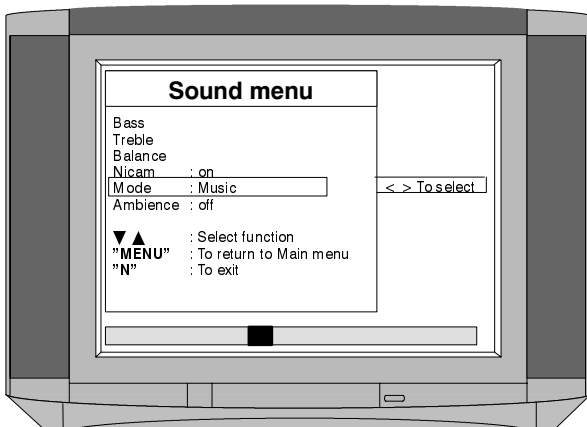 Sound menu
Bass
Treble
Balance
Nicam : on
Mode : Music
< > To select
Ambience : off
▼ ▲ : Select function
"MENU" : To return to Main menu
"N" : To exit